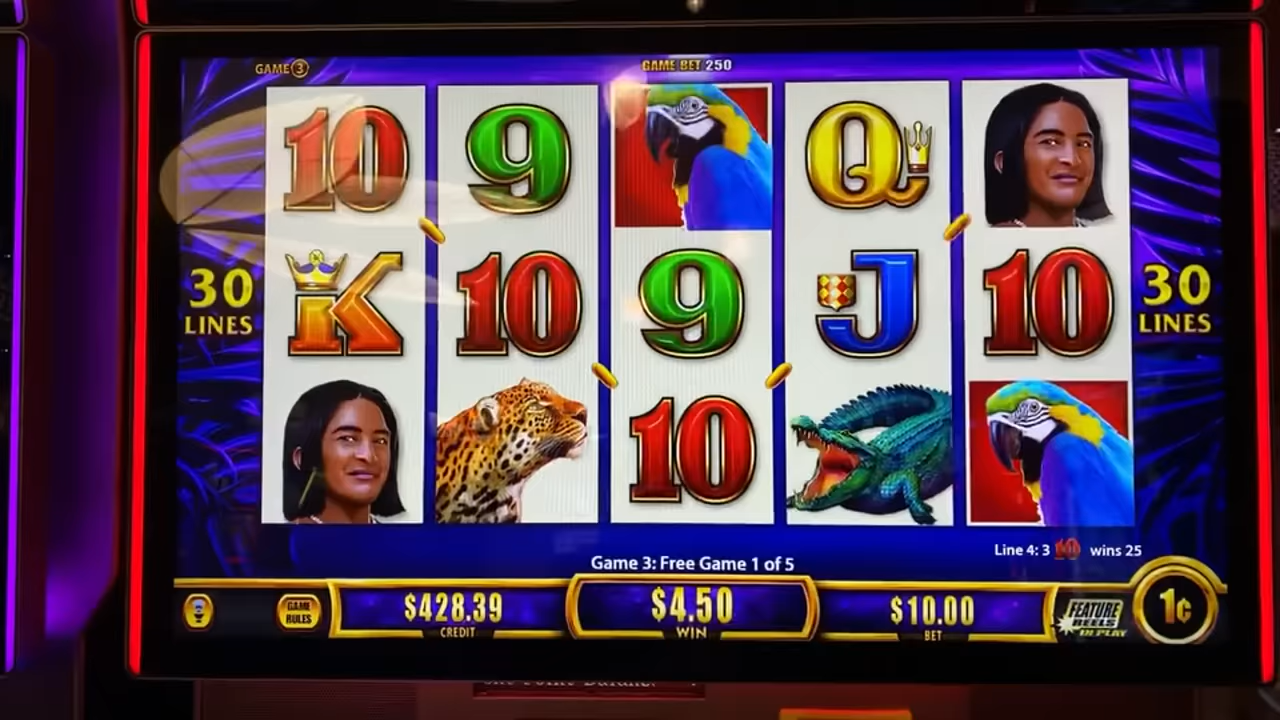 GAME 3
GAME BET 250
10 9 Q
30 LINES
K 10 9 J 10
30 LINES
10
Line 4: 3 10 wins 25
Game 3: Free Game 1 of 5
GAME RULES
$428.39
CREDIT
$4.50
WIN
$10.00
BET
FEATURE REELS IN PLAY
1¢